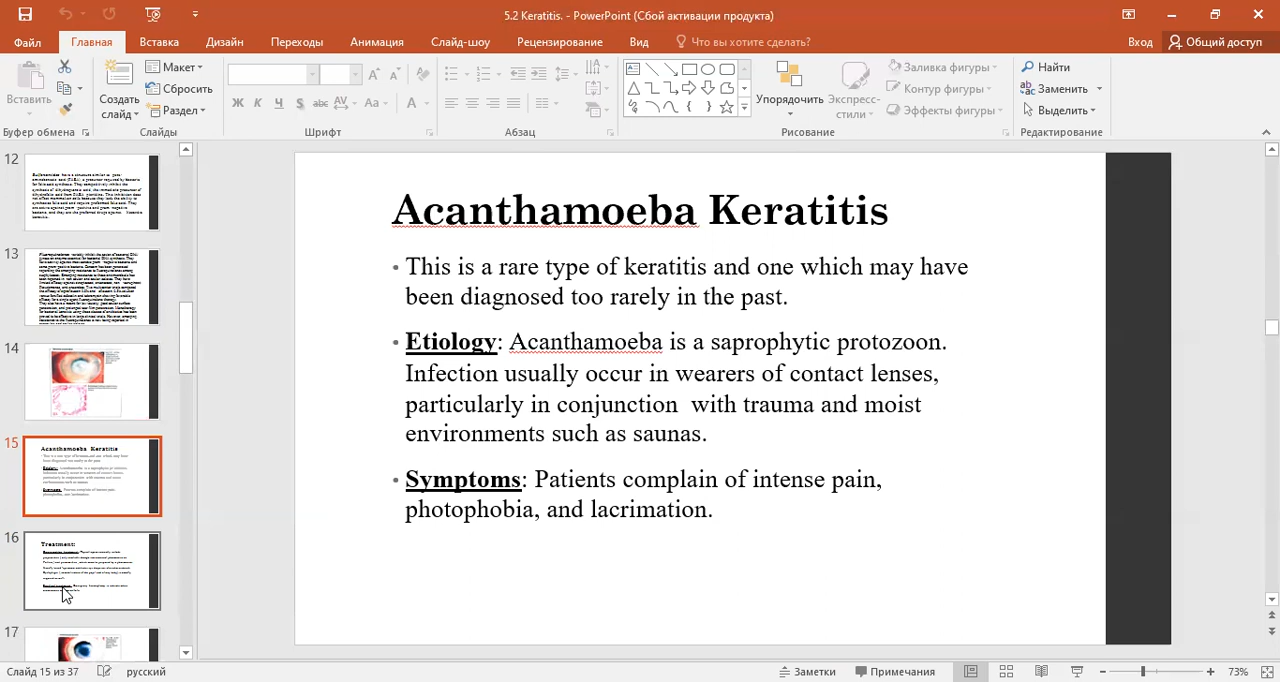 5.2 Keratitis. - PowerPoint (Сбой активации продукта)
Файл Главная Вставка Дизайн Переходы Анимация Слайд-шоу Рецензирование Вид Что вы хотите сделать? Вход Общий доступ
Вставить
Создать слайд
Макет
Сбросить
Раздел
Ж К Ч S abc AV Aa A
Упорядочить
Экспресс-стили
Заливка фигуры
Контур фигуры
Эффекты фигуры
Найти
Заменить
Выделить
Буфер обмена Слайды Шрифт Абзац Рисование Редактирование
12
13
14
15
Acanthamoeba Keratitis
16
Treatment:
17
Acanthamoeba Keratitis
• This is a rare type of keratitis and one which may have
been diagnosed too rarely in the past.
• Etiology: Acanthamoeba is a saprophytic protozoon.
Infection usually occur in wearers of contact lenses,
particularly in conjunction with trauma and moist
environments such as saunas.
• Symptoms: Patients complain of intense pain,
photophobia, and lacrimation.
Слайд 15 из 37 русский Заметки Примечания 73%